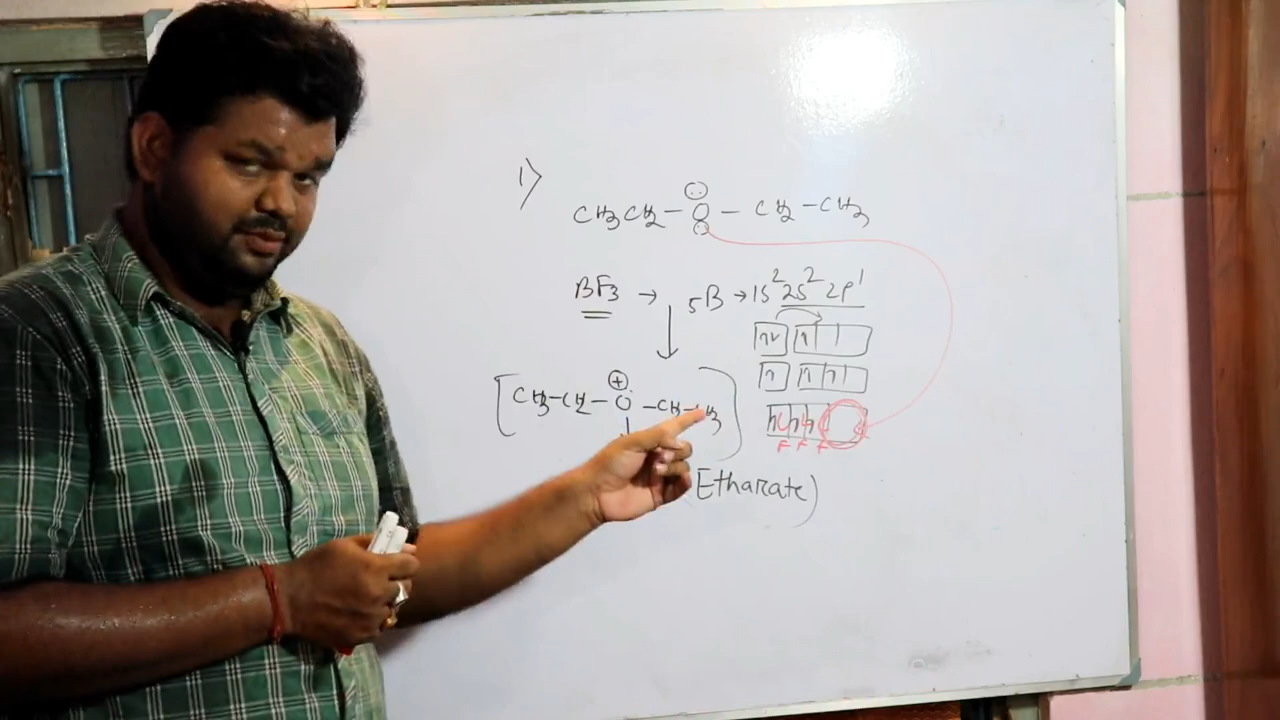 1)
CH3CH2-O-CH2-CH3
BF3 → 5B → 1s² 2s² 2p¹
[CH3-CH2-O-CH2-CH3]
⊕
F F F
(Etharate)